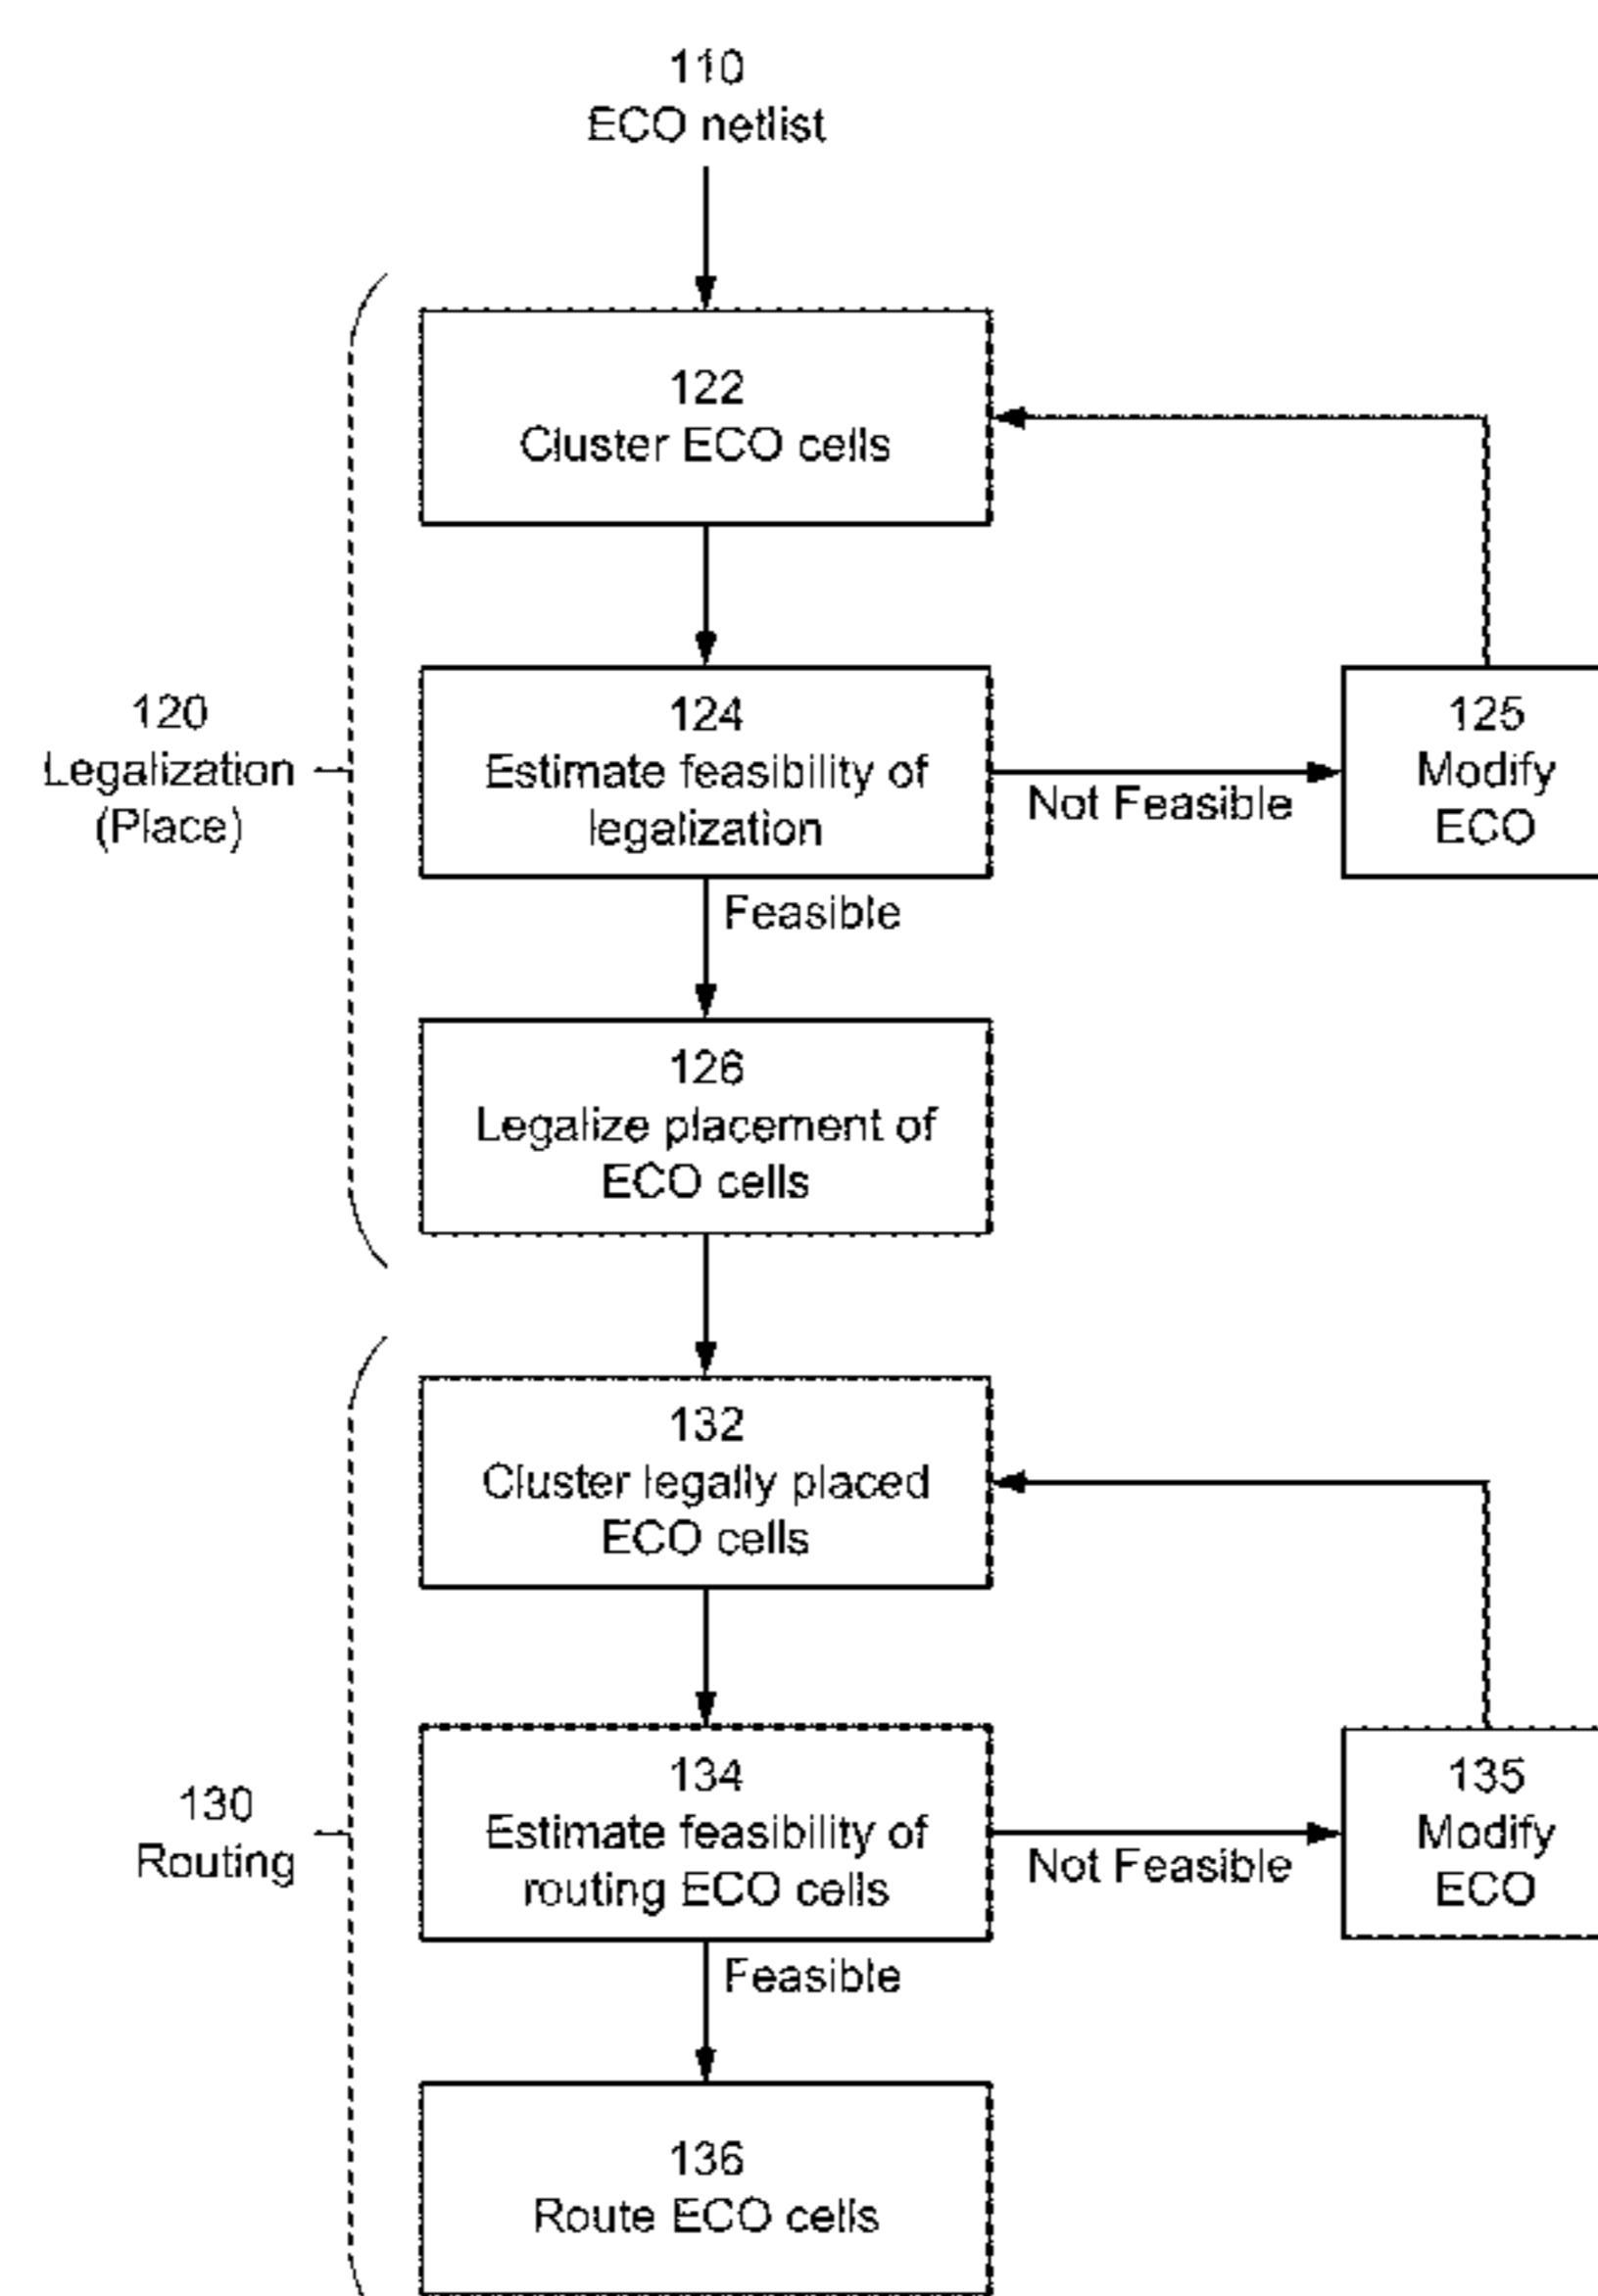 110
ECO netlist
122
Cluster ECO cells
120
Legalization
(Place)
124
Estimate feasibility of
legalization
Not Feasible
125
Modify
ECO
Feasible
126
Legalize placement of
ECO cells
132
Cluster legally placed
ECO cells
130
Routing
134
Estimate feasibility of
routing ECO cells
Not Feasible
135
Modify
ECO
Feasible
136
Route ECO cells